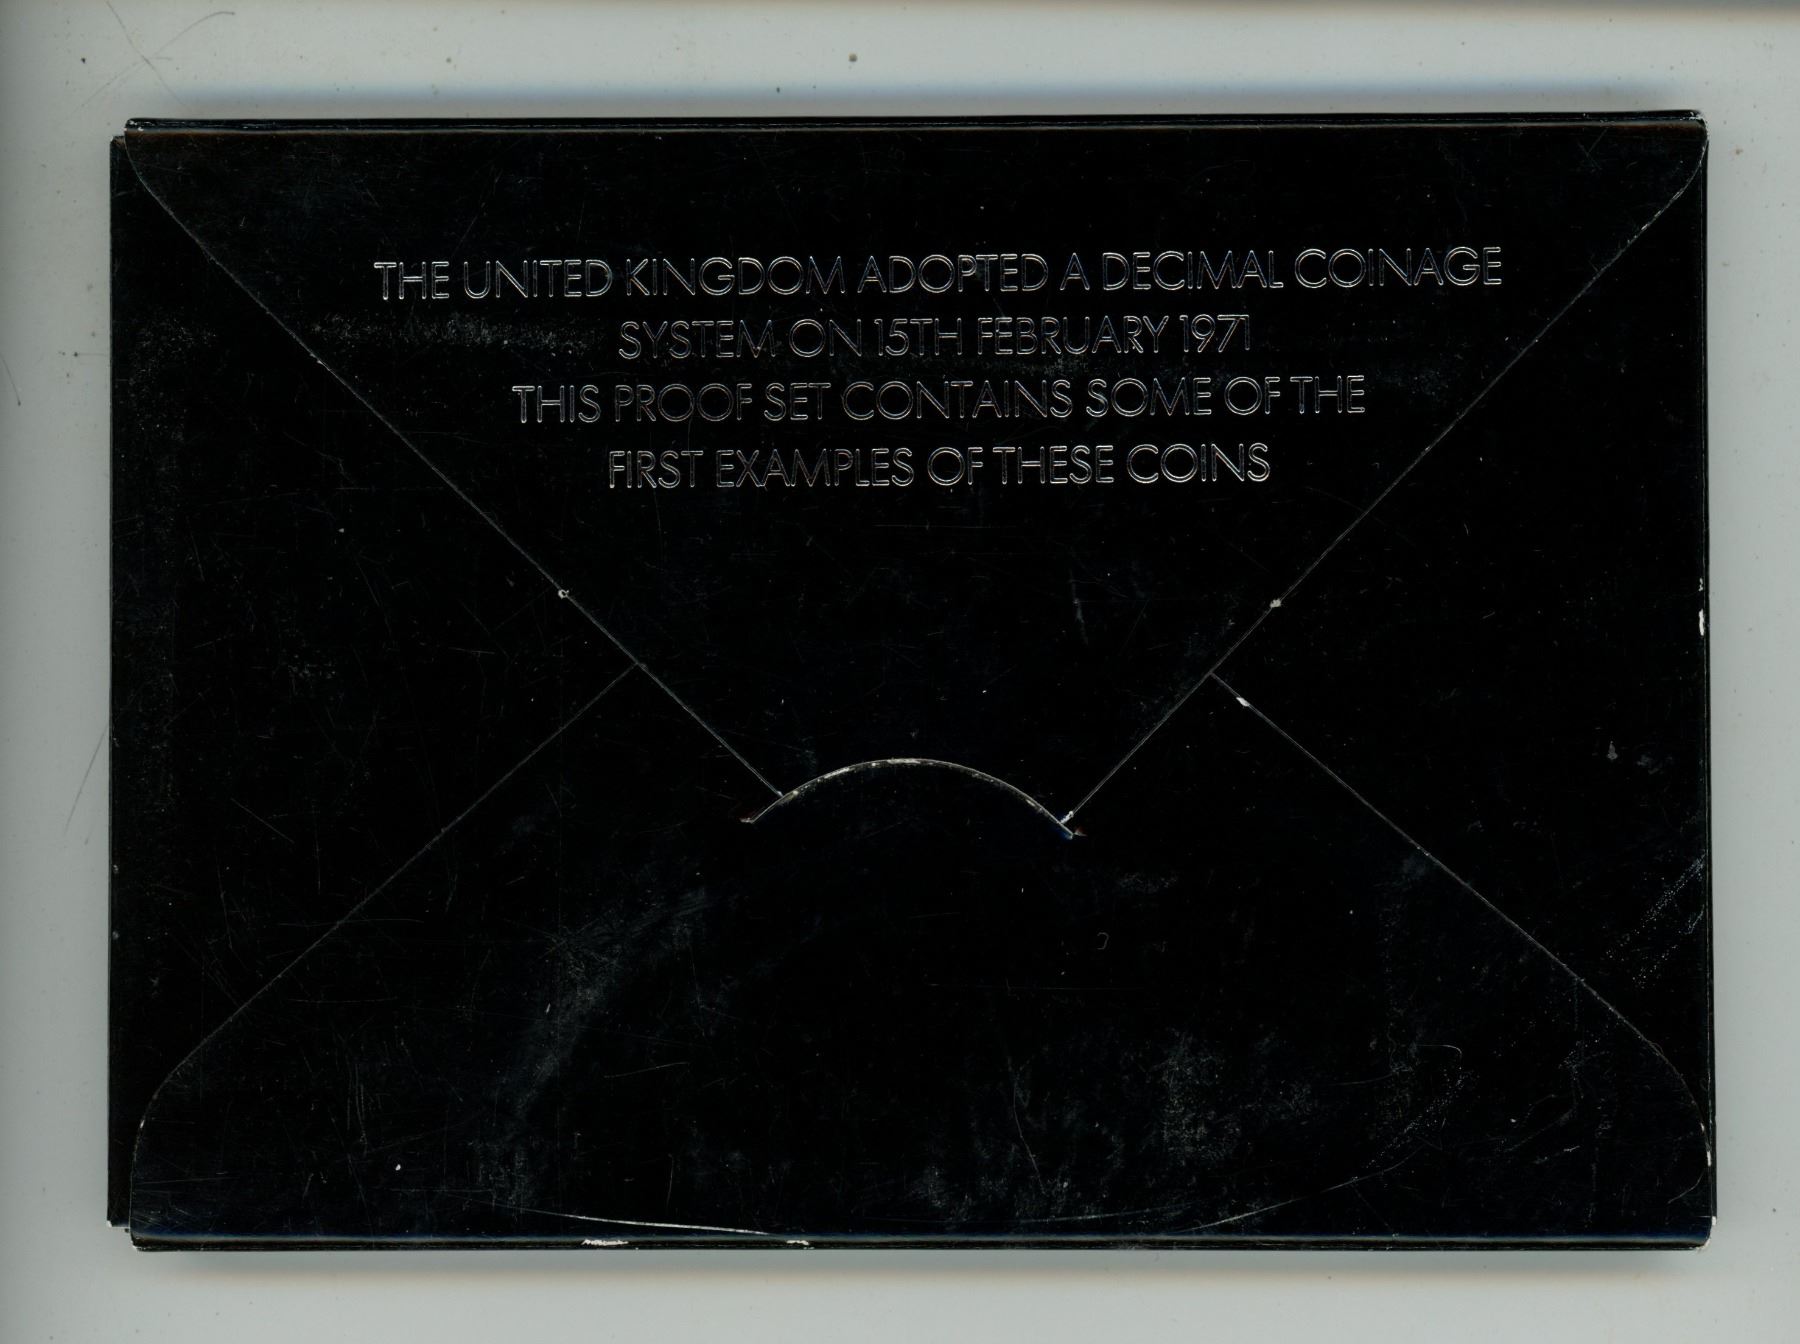 THE UNITED KINGDOM ADOPTED A DECIMAL COINAGE
SYSTEM ON 15TH FEBRUARY 1971
THIS PROOF SET CONTAINS SOME OF THE
FIRST EXAMPLES OF THESE COINS